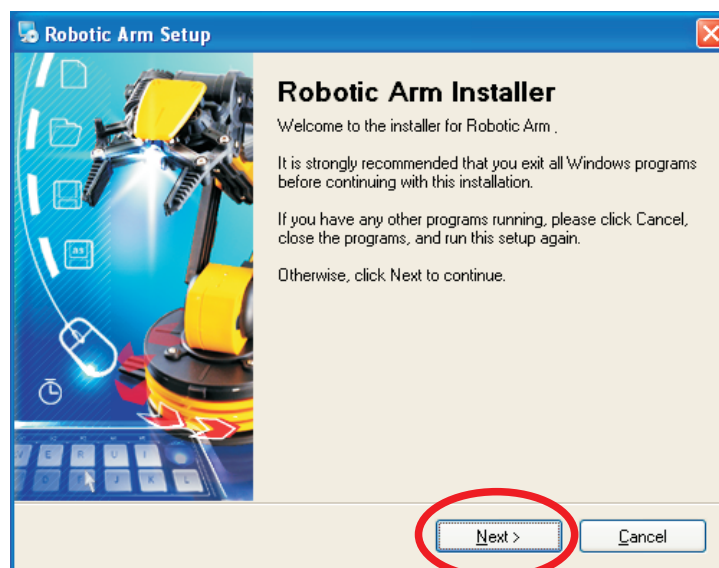 Robotic Arm Setup
Robotic Arm Installer
Welcome to the installer for Robotic Arm .
It is strongly recommended that you exit all Windows programs
before continuing with this installation.
If you have any other programs running, please click Cancel,
close the programs, and run this setup again.
Otherwise, click Next to continue.
as
E R U I
J K L
Next >
Cancel